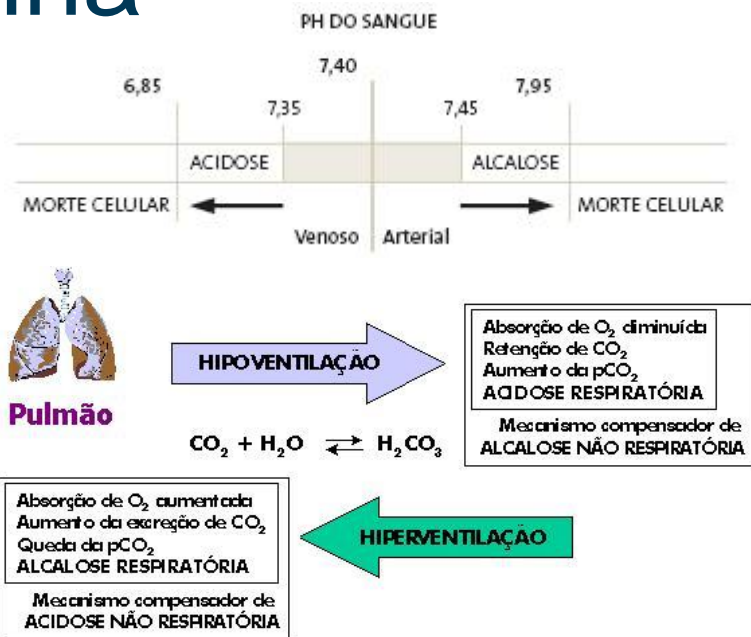 PH DO SANGUE
6,85
7,35
7,40
7,45
7,95
ACIDOSE
ALCALOSE
MORTE CELULAR
MORTE CELULAR
Venoso
Arterial
Pulmão
HIPOVENTILAÇÃO
Absorção de O₂ diminuída
Retenção de CO₂
Aumento da pCO₂
ACIDOSE RESPIRATÓRIA
Mecanismo compensador de
ALCALOSE NÃO RESPIRATÓRIA
CO₂ + H₂O ⇄ H₂CO₃
Absorção de O₂ aumentada
Aumento da excreção de CO₂
Queda da pCO₂
ALCALOSE RESPIRATÓRIA
Mecanismo compensador de
ACIDOSE NÃO RESPIRATÓRIA
HIPERVENTILAÇÃO